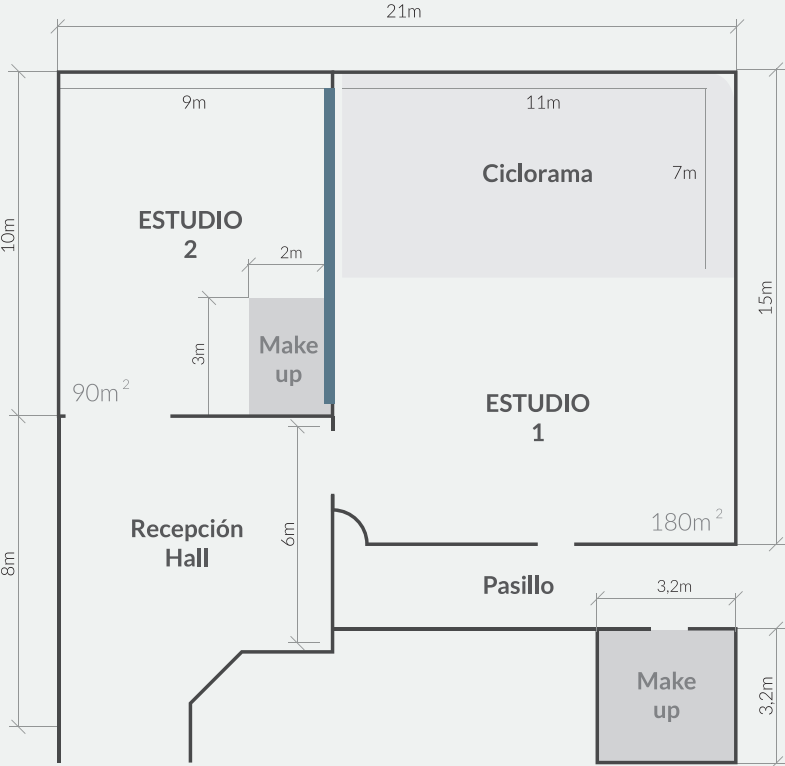 21m
9m
11m
Ciclorama
7m
ESTUDIO
2
10m
2m
15m
3m
Make
up
90m²
ESTUDIO
1
180m²
Recepción
Hall
6m
8m
Pasillo
3,2m
Make
up
3,2m